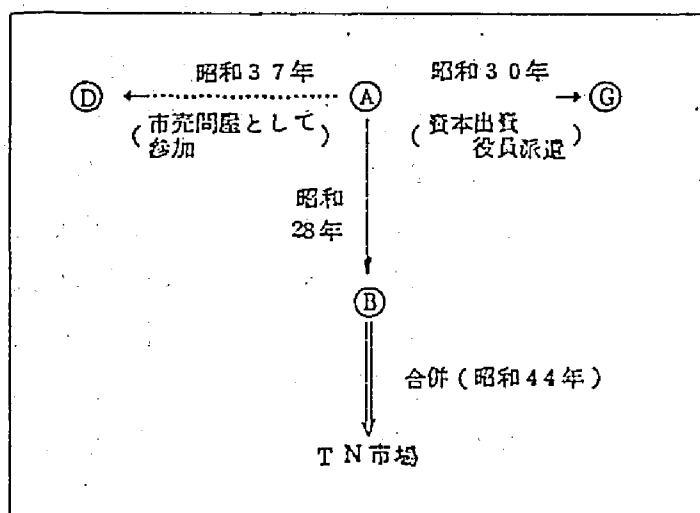 昭和37年
昭和30年
Ⓓ
Ⓐ
Ⓖ
(市売問屋として
参加)
(資本出資
役員派遣)
昭和
28年
Ⓑ
合併(昭和44年)
TN市場